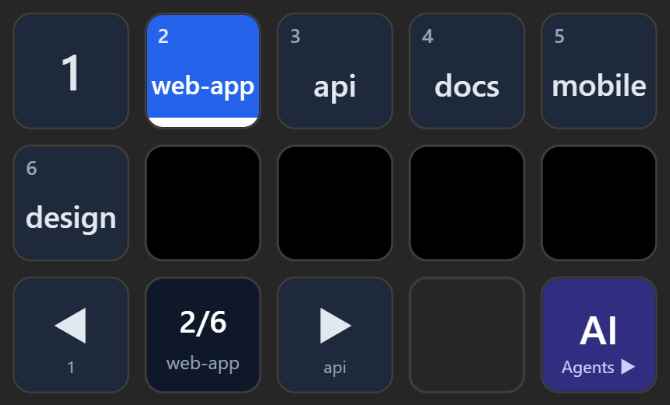 1
2
web-app
3
api
4
docs
5
mobile
6
design
◀
1
2/6
web-app
▶
api
AI
Agents ▶